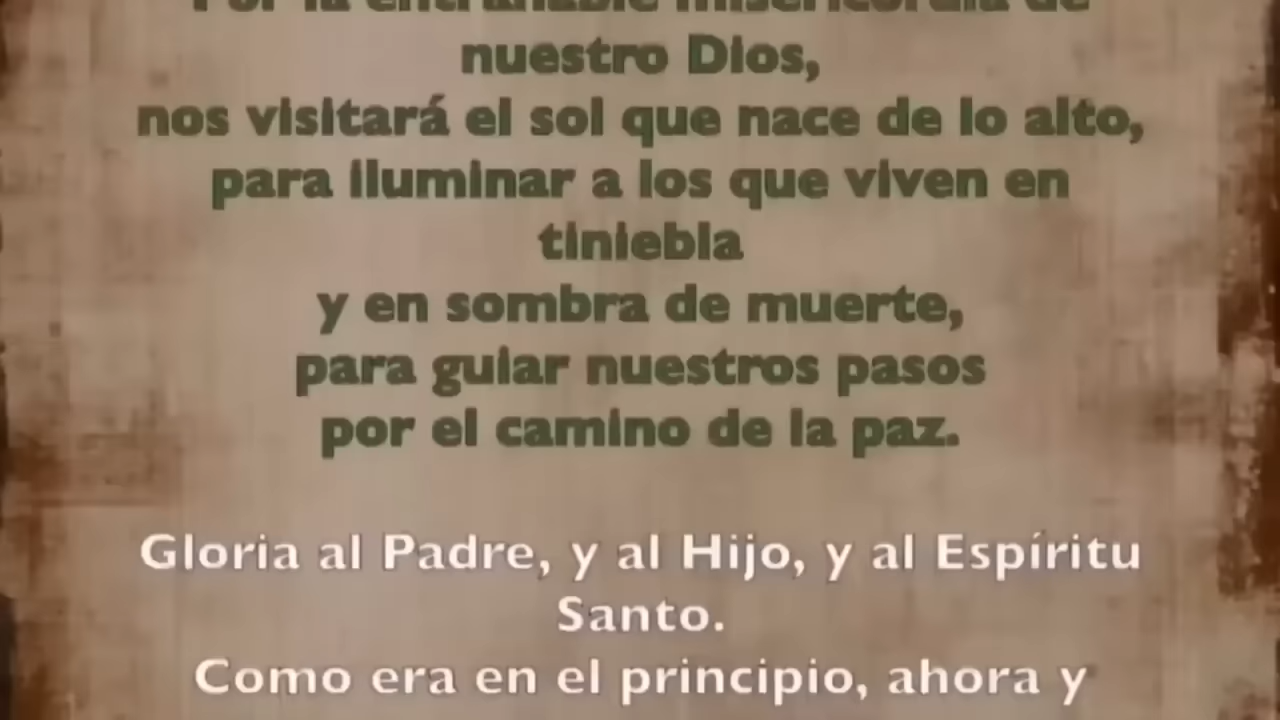 Por la entrañable misericordia de
nuestro Dios,
nos visitará el sol que nace de lo alto,
para iluminar a los que viven en
tiniebla
y en sombra de muerte,
para guiar nuestros pasos
por el camino de la paz.
Gloria al Padre, y al Hijo, y al Espíritu
Santo.
Como era en el principio, ahora y